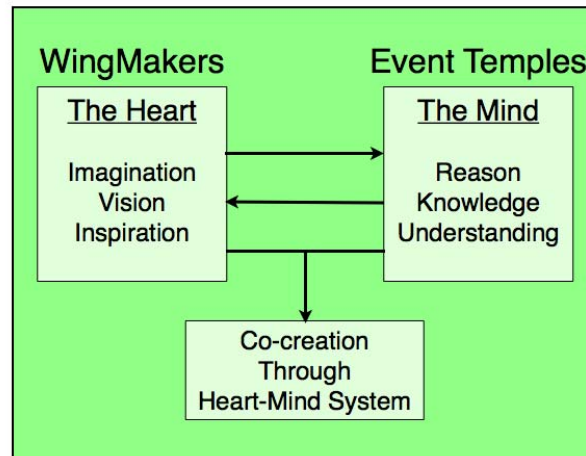 WingMakers
The Heart
Imagination
Vision
Inspiration
Event Temples
The Mind
Reason
Knowledge
Understanding
Co-creation
Through
Heart-Mind System